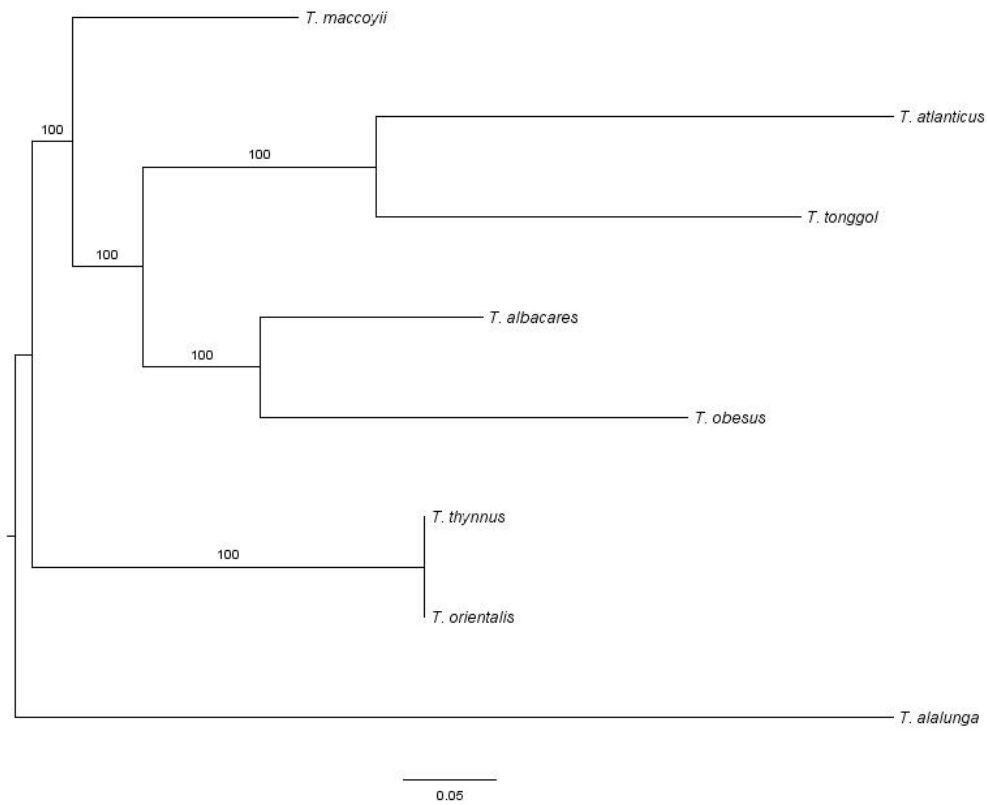 T. maccoyii
T. atlanticus
100
100
T. tonggol
100
T. albacares
100
T. obesus
T. thynnus
100
T. orientalis
T. alalunga
0.05